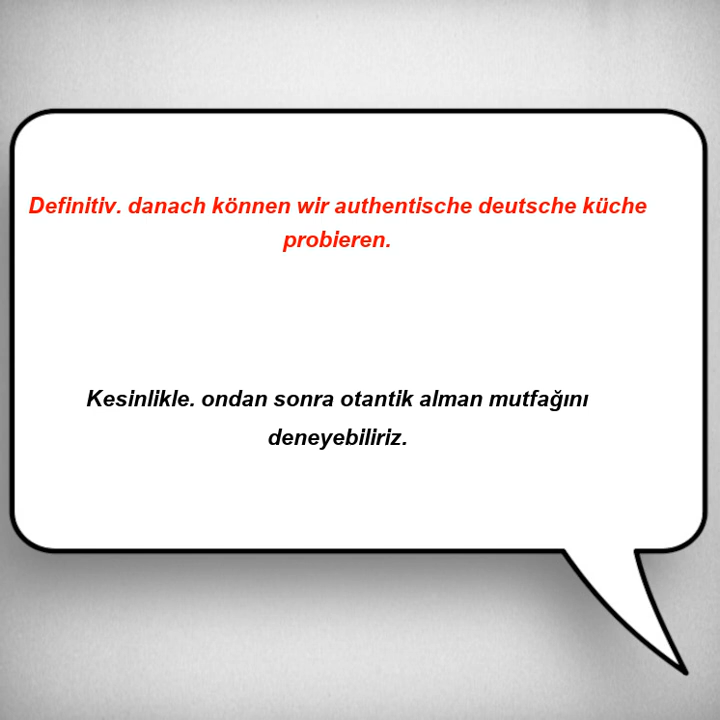 Definitiv. danach können wir authentische deutsche küche
probieren.
Kesinlikle. ondan sonra otantik alman mutfağını
deneyebiliriz.